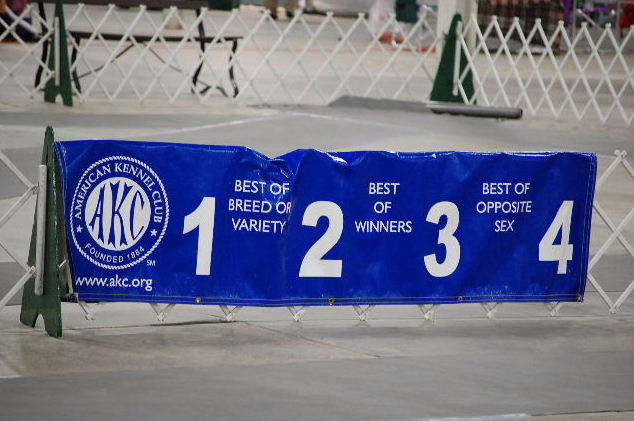 AMERICAN KENNEL CLUB
AKC
FOUNDED 1884
SM
www.akc.org
1
BEST OF
BREED OR
VARIETY
2
BEST
OF
WINNERS
3
BEST OF
OPPOSITE
SEX
4